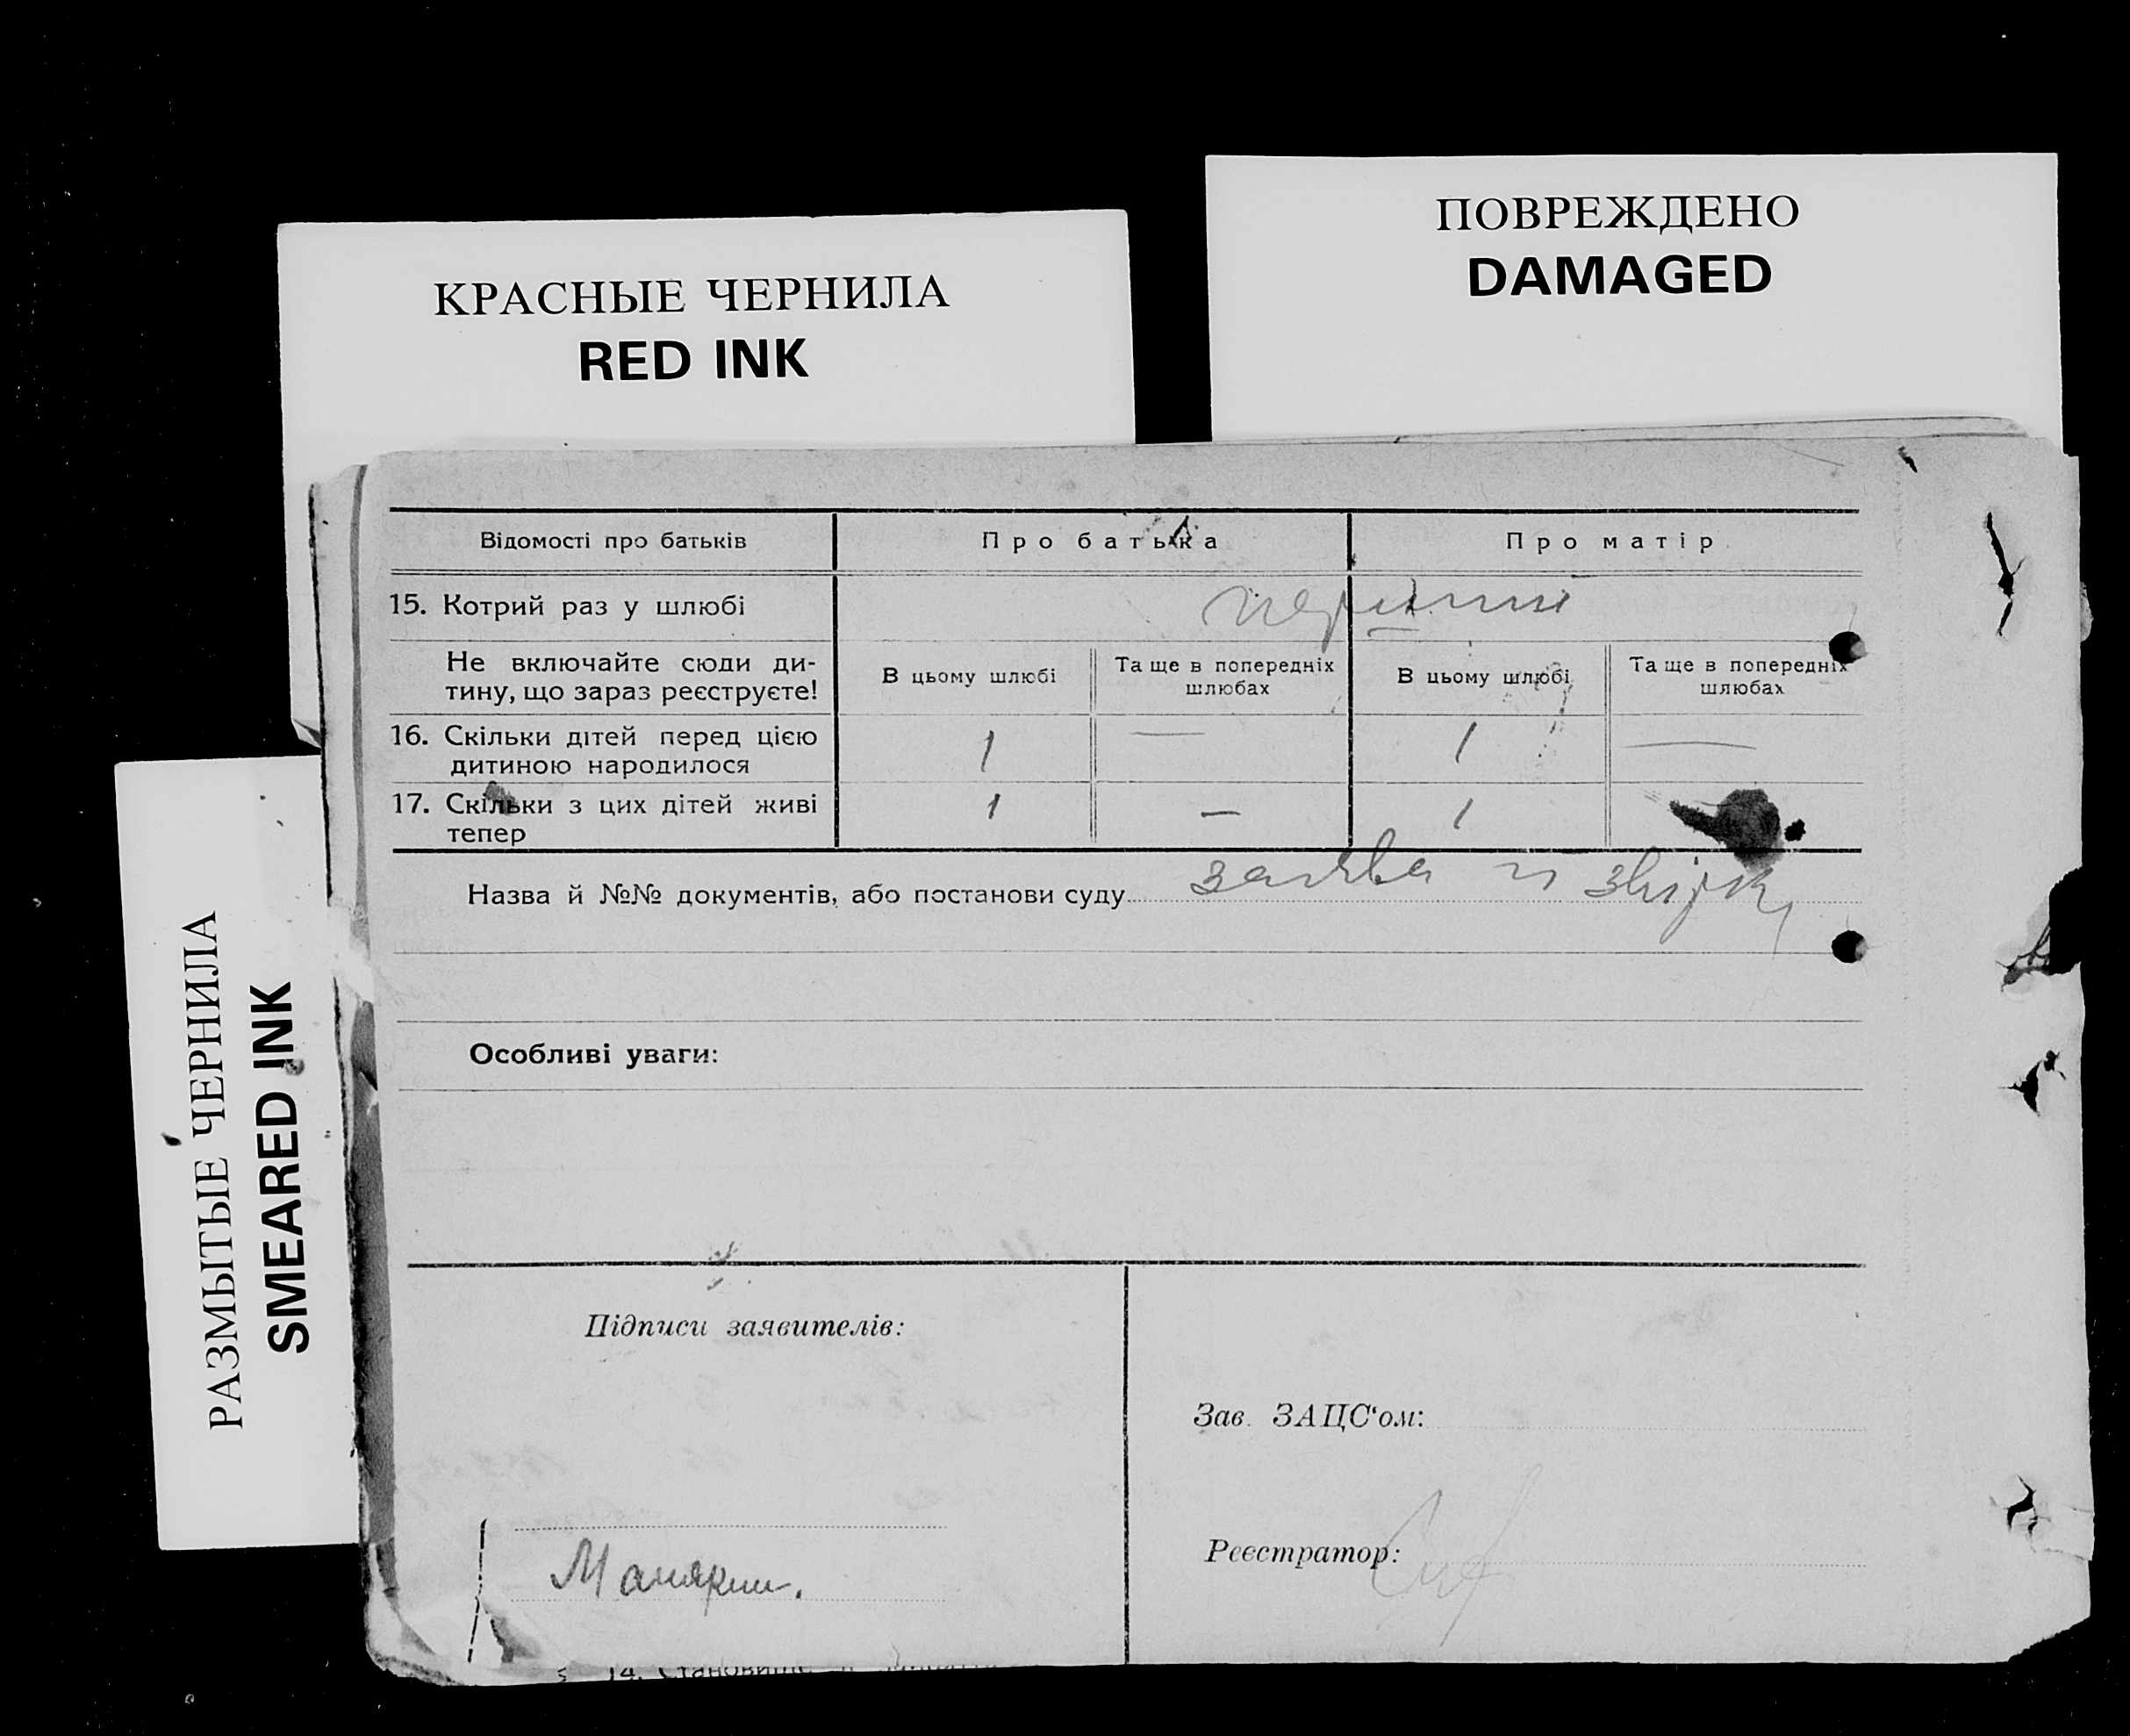 ПОВРЕЖДЕНО
DAMAGED
КРАСНЫЕ ЧЕРНИЛА
RED INK
РАЗМЫТЫЕ ЧЕРНИЛА
SMEARED INK
Відомості про батьків Про батька Про матір
15. Котрий раз у шлюбі
Не включайте сюди ди-
тину, що зараз реєструєте!
В цьому шлюбі
Та ще в попередніх
шлюбах
В цьому шлюбі
Та ще в попередніх
шлюбах
16. Скільки дітей перед цією
дитиною народилося
1 — 1 —
17. Скільки з цих дітей живі
тепер
1 — 1
Назва й №№ документів, або постанови суду заява
Особливі уваги:
Підписи заявителів:
Зав. ЗАЦС'ом:
Реєстратор: